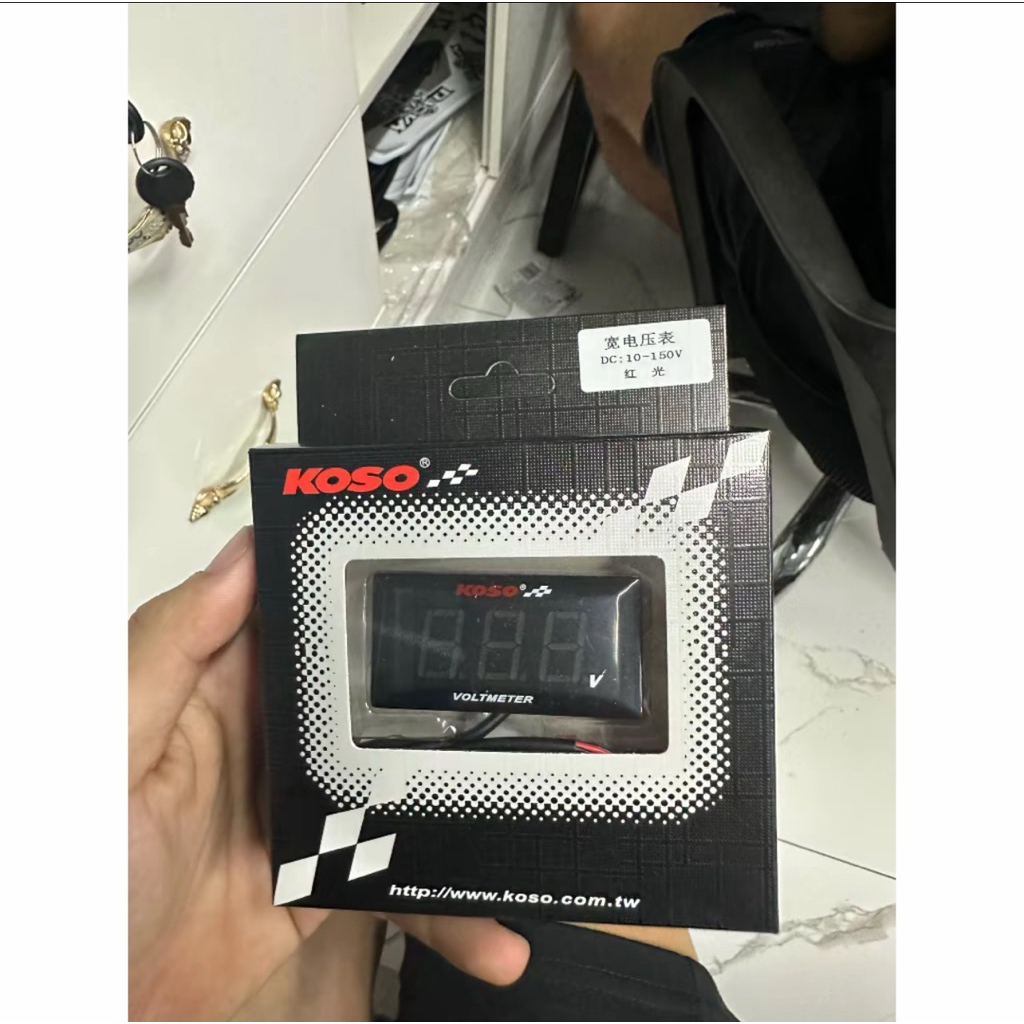 宽电压表
DC:10-150V
红 光
KOSO®
KOSO®
V
VOLTMETER
http://www.koso.com.tw